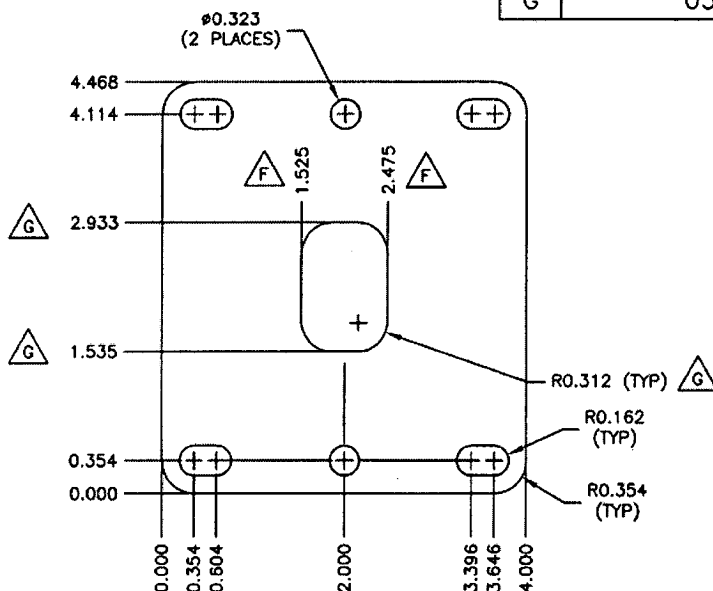 G
ø0.323
(2 PLACES)
4.468
4.114
F
1.525
2.475
F
G
2.933
G
1.535
R0.312 (TYP)
G
R0.162
(TYP)
0.354
0.000
R0.354
(TYP)
0.000
0.354
0.604
2.000
3.396
3.646
4.000